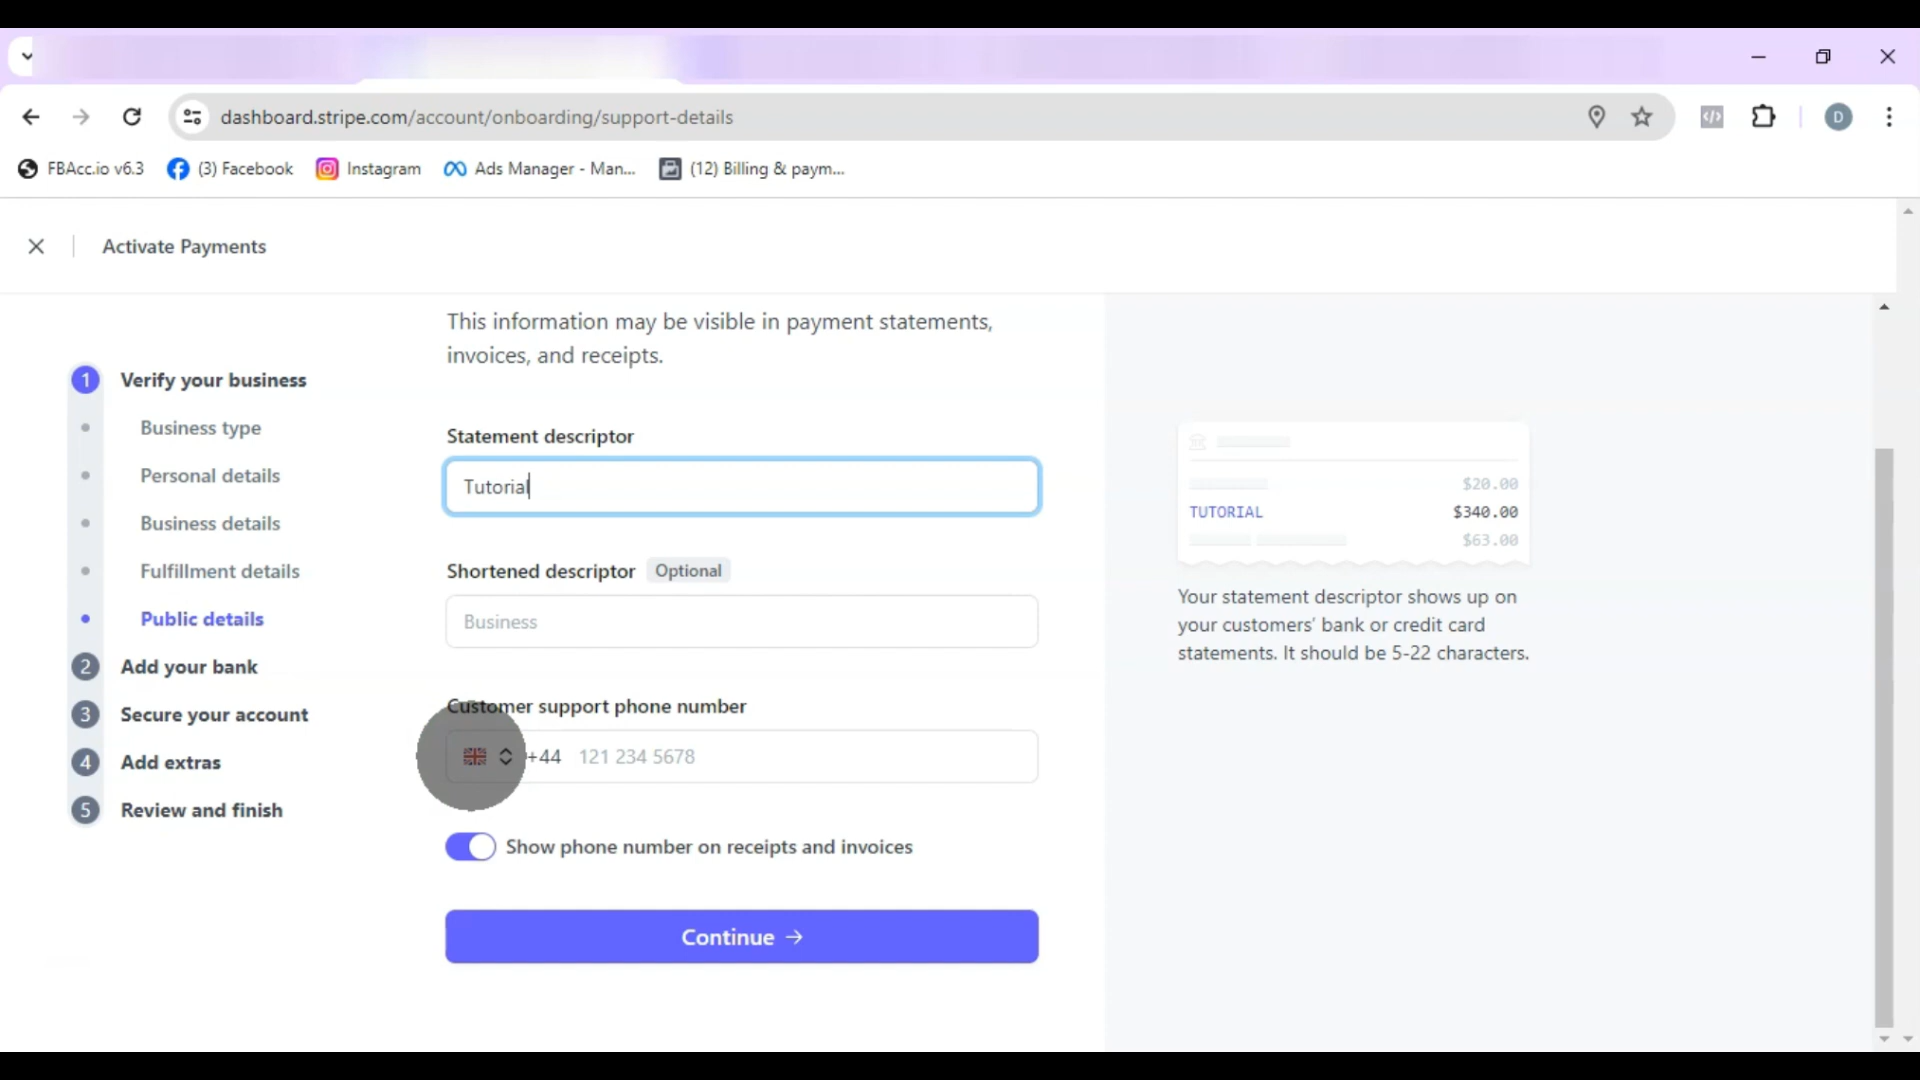 dashboard.stripe.com/account/onboarding/support-details
D
FBAcc.io v6.3
(3) Facebook
Instagram
Ads Manager - Man...
(12) Billing & paym...
Activate Payments
This information may be visible in payment statements,
invoices, and receipts.
1 Verify your business
Business type
Personal details
Business details
Fulfillment details
Public details
2 Add your bank
3 Secure your account
4 Add extras
5 Review and finish
Statement descriptor
Tutorial
Shortened descriptor Optional
Business
Customer support phone number
+44 121 234 5678
Show phone number on receipts and invoices
Continue →
$20.00
TUTORIAL $340.00
$63.00
Your statement descriptor shows up on
your customers' bank or credit card
statements. It should be 5-22 characters.